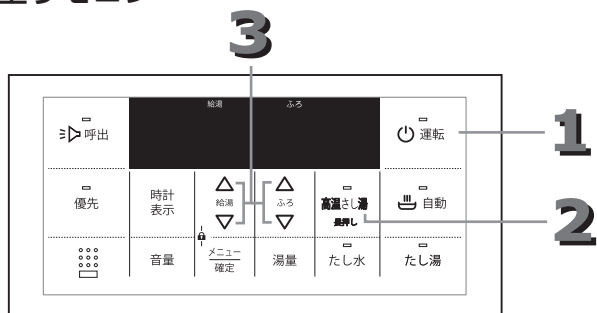 3
給湯 ふろ
呼出
運転
1
優先
時計
表示
給湯
ふろ
高温さし湯
長押し
自動
2
音量
メニュー
確定
湯量
たし水
たし湯